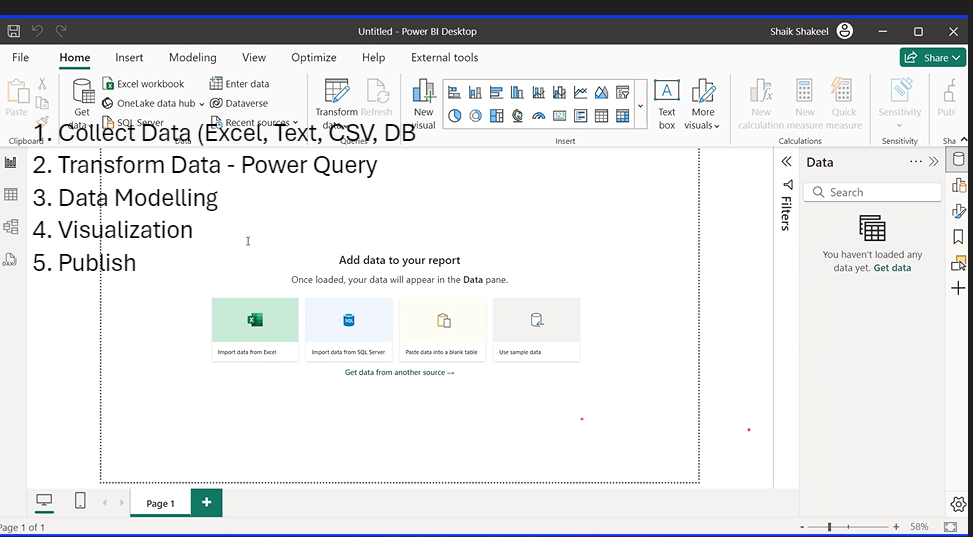 Untitled - Power BI Desktop
Shaik Shakeel
File Home Insert Modeling View Optimize Help External tools
Share
Paste
Get data
Excel workbook
OneLake data hub
SQL Server
Enter data
Dataverse
Recent sources
Transform data
Refresh
New visual
Text box
More visuals
New calculation
New measure
Quick measure
Sensitivity
Pub
Clipboard
Data
Queries
Insert
Calculations
Sensitivity
Sha
1. Collect Data (Excel, Text, CSV, DB
2. Transform Data - Power Query
3. Data Modelling
4. Visualization
5. Publish
Add data to your report
Once loaded, your data will appear in the Data pane.
Import data from Excel
SQL
Import data from SQL Server
Paste data into a blank table
Use sample data
Get data from another source →
Filters
Data
Search
You haven't loaded any
data yet. Get data
DAX
Page 1
Page 1 of 1
58%